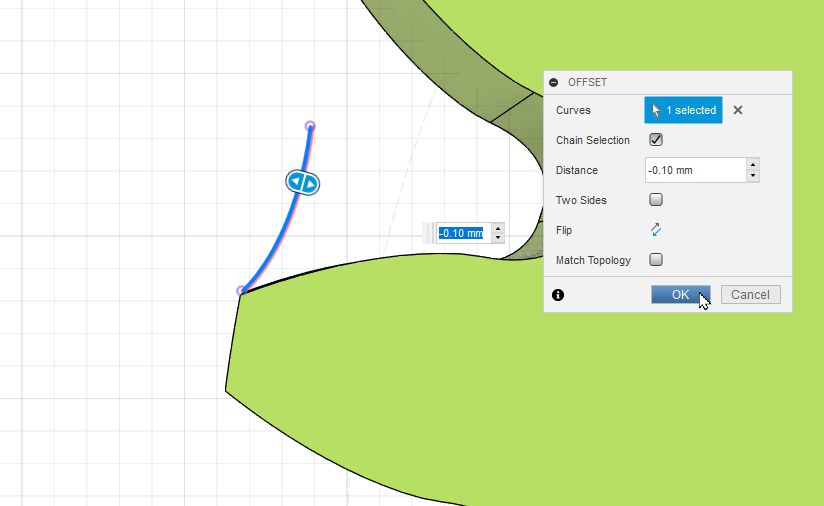 OFFSET
Curves 1 selected
Chain Selection
Distance -0.10 mm
Two Sides
-0.10 mm
Flip
Match Topology
OK Cancel